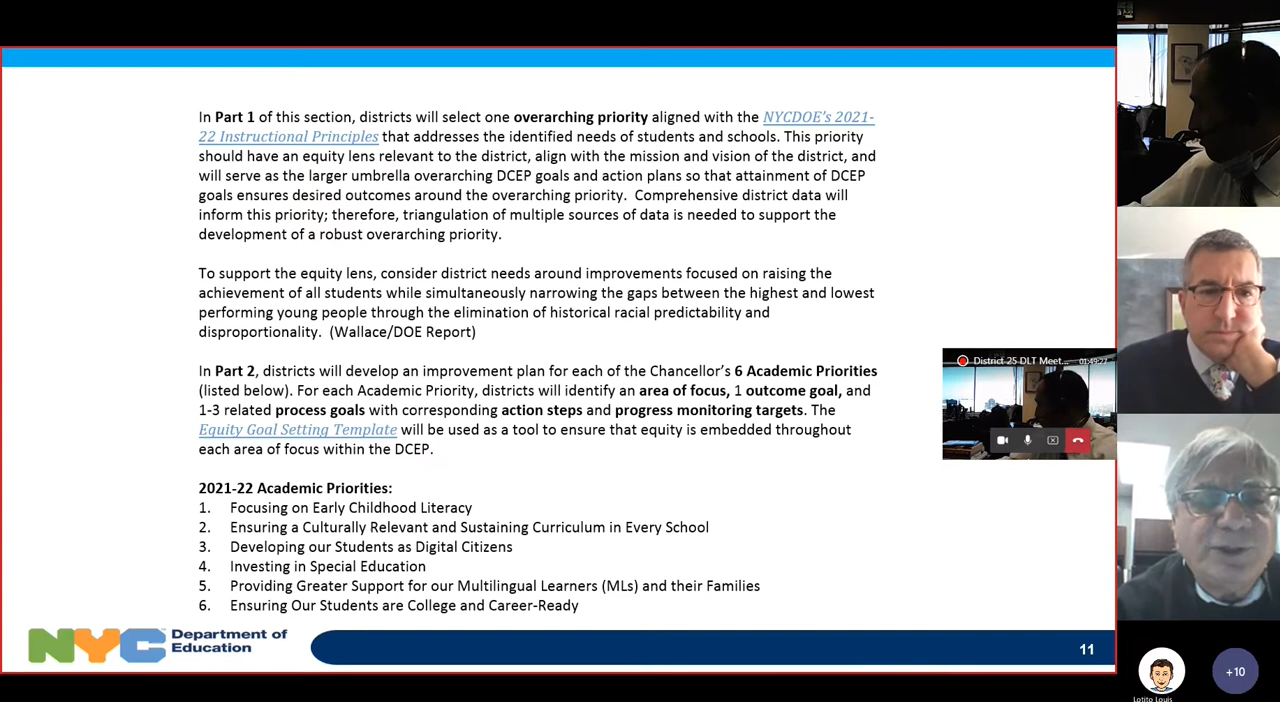 In Part 1 of this section, districts will select one overarching priority aligned with the NYCDOE's 2021-
22 Instructional Principles that addresses the identified needs of students and schools. This priority
should have an equity lens relevant to the district, align with the mission and vision of the district, and
will serve as the larger umbrella overarching DCEP goals and action plans so that attainment of DCEP
goals ensures desired outcomes around the overarching priority. Comprehensive district data will
inform this priority; therefore, triangulation of multiple sources of data is needed to support the
development of a robust overarching priority.
To support the equity lens, consider district needs around improvements focused on raising the
achievement of all students while simultaneously narrowing the gaps between the highest and lowest
performing young people through the elimination of historical racial predictability and
disproportionality. (Wallace/DOE Report)
In Part 2, districts will develop an improvement plan for each of the Chancellor's 6 Academic Priorities
(listed below). For each Academic Priority, districts will identify an area of focus, 1 outcome goal, and
1-3 related process goals with corresponding action steps and progress monitoring targets. The
Equity Goal Setting Template will be used as a tool to ensure that equity is embedded throughout
each area of focus within the DCEP.
2021-22 Academic Priorities:
1. Focusing on Early Childhood Literacy
2. Ensuring a Culturally Relevant and Sustaining Curriculum in Every School
3. Developing our Students as Digital Citizens
4. Investing in Special Education
5. Providing Greater Support for our Multilingual Learners (MLs) and their Families
6. Ensuring Our Students are College and Career-Ready
NYC Department of
Education
11
District 25 DLT Meet... 01:49:27
+10
Lotito Louis